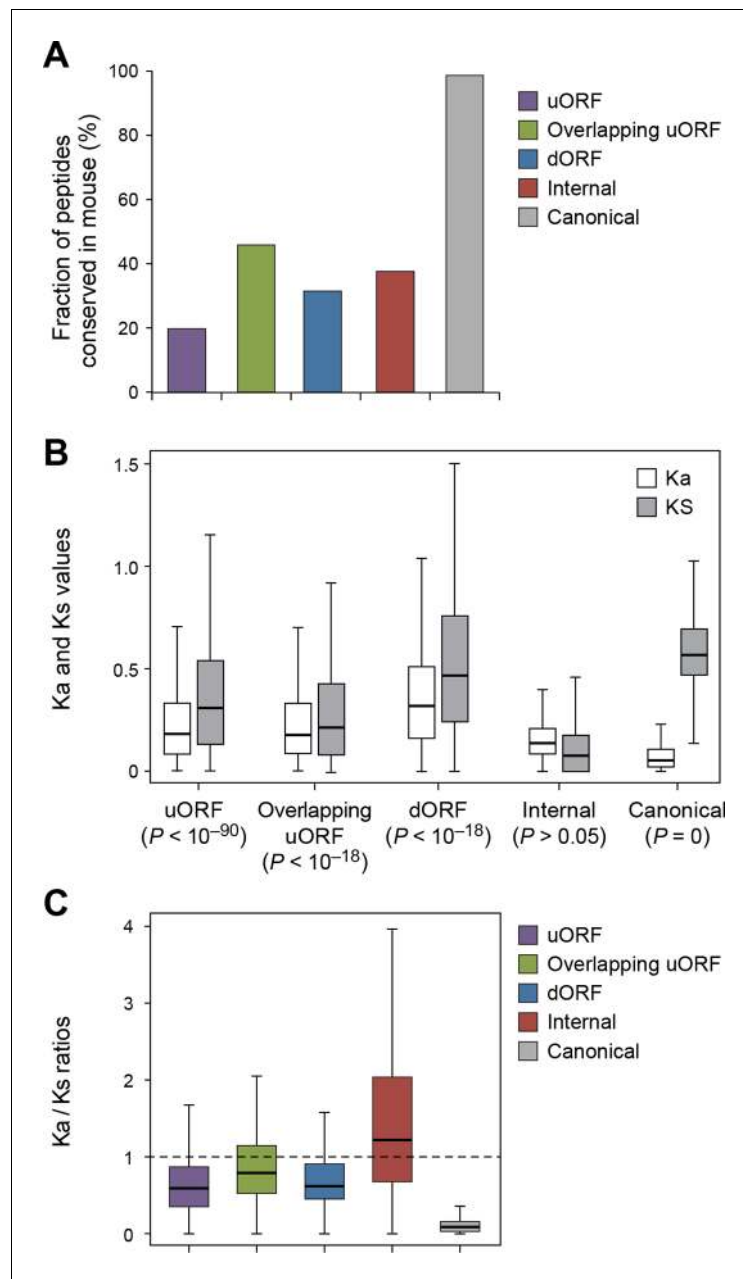 A
Fraction of peptides
conserved in mouse (%)
100
80
60
40
20
0
uORF
Overlapping uORF
dORF
Internal
Canonical
B
Ka and Ks values
1.5
1.0
0.5
0
Ka
KS
uORF
(P < 10⁻⁹⁰)
Overlapping
uORF
(P < 10⁻¹⁸)
dORF
(P < 10⁻¹⁸)
Internal
(P > 0.05)
Canonical
(P = 0)
C
Ka / Ks ratios
4
3
2
1
0
uORF
Overlapping uORF
dORF
Internal
Canonical